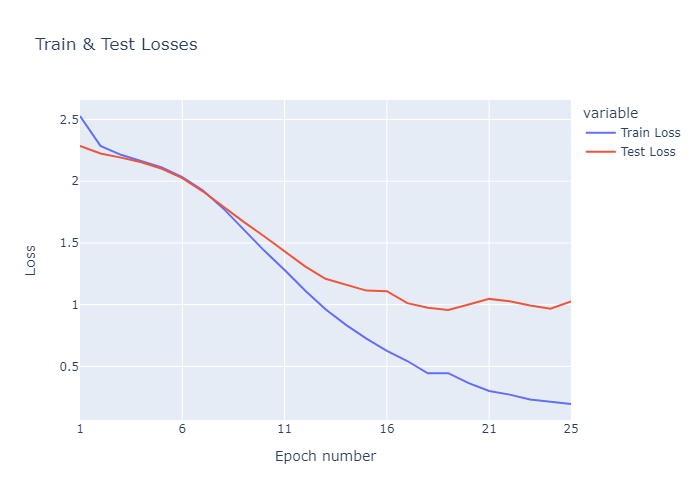 Train & Test Losses
variable
Train Loss
Test Loss
Loss
2.5
2
1.5
1
0.5
1
6
11
16
21
25
Epoch number